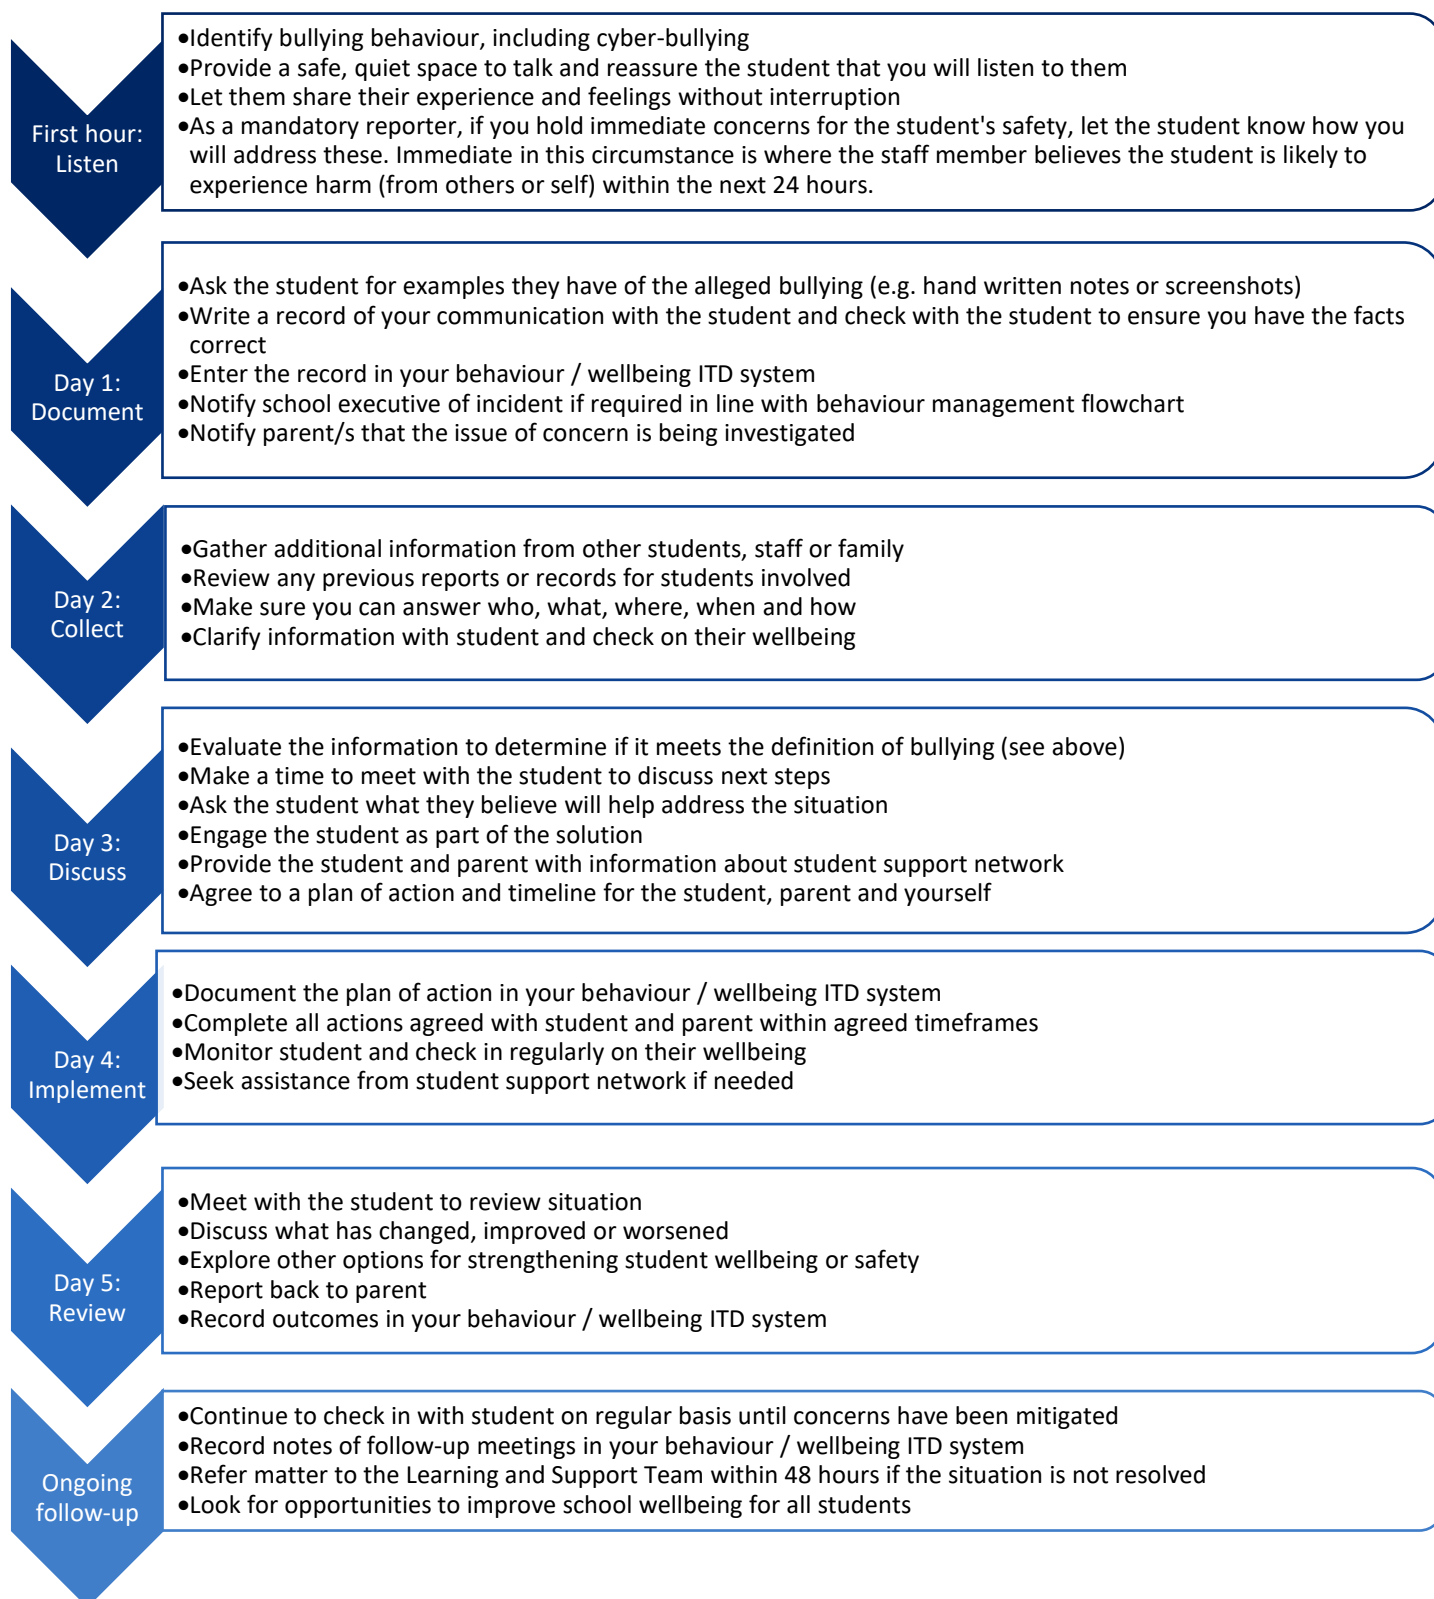 First hour:
Listen
•Identify bullying behaviour, including cyber-bullying
•Provide a safe, quiet space to talk and reassure the student that you will listen to them
•Let them share their experience and feelings without interruption
•As a mandatory reporter, if you hold immediate concerns for the student's safety, let the student know how you
will address these. Immediate in this circumstance is where the staff member believes the student is likely to
experience harm (from others or self) within the next 24 hours.
Day 1:
Document
•Ask the student for examples they have of the alleged bullying (e.g. hand written notes or screenshots)
•Write a record of your communication with the student and check with the student to ensure you have the facts
correct
•Enter the record in your behaviour / wellbeing ITD system
•Notify school executive of incident if required in line with behaviour management flowchart
•Notify parent/s that the issue of concern is being investigated
Day 2:
Collect
•Gather additional information from other students, staff or family
•Review any previous reports or records for students involved
•Make sure you can answer who, what, where, when and how
•Clarify information with student and check on their wellbeing
Day 3:
Discuss
•Evaluate the information to determine if it meets the definition of bullying (see above)
•Make a time to meet with the student to discuss next steps
•Ask the student what they believe will help address the situation
•Engage the student as part of the solution
•Provide the student and parent with information about student support network
•Agree to a plan of action and timeline for the student, parent and yourself
Day 4:
Implement
•Document the plan of action in your behaviour / wellbeing ITD system
•Complete all actions agreed with student and parent within agreed timeframes
•Monitor student and check in regularly on their wellbeing
•Seek assistance from student support network if needed
Day 5:
Review
•Meet with the student to review situation
•Discuss what has changed, improved or worsened
•Explore other options for strengthening student wellbeing or safety
•Report back to parent
•Record outcomes in your behaviour / wellbeing ITD system
Ongoing
follow-up
•Continue to check in with student on regular basis until concerns have been mitigated
•Record notes of follow-up meetings in your behaviour / wellbeing ITD system
•Refer matter to the Learning and Support Team within 48 hours if the situation is not resolved
•Look for opportunities to improve school wellbeing for all students